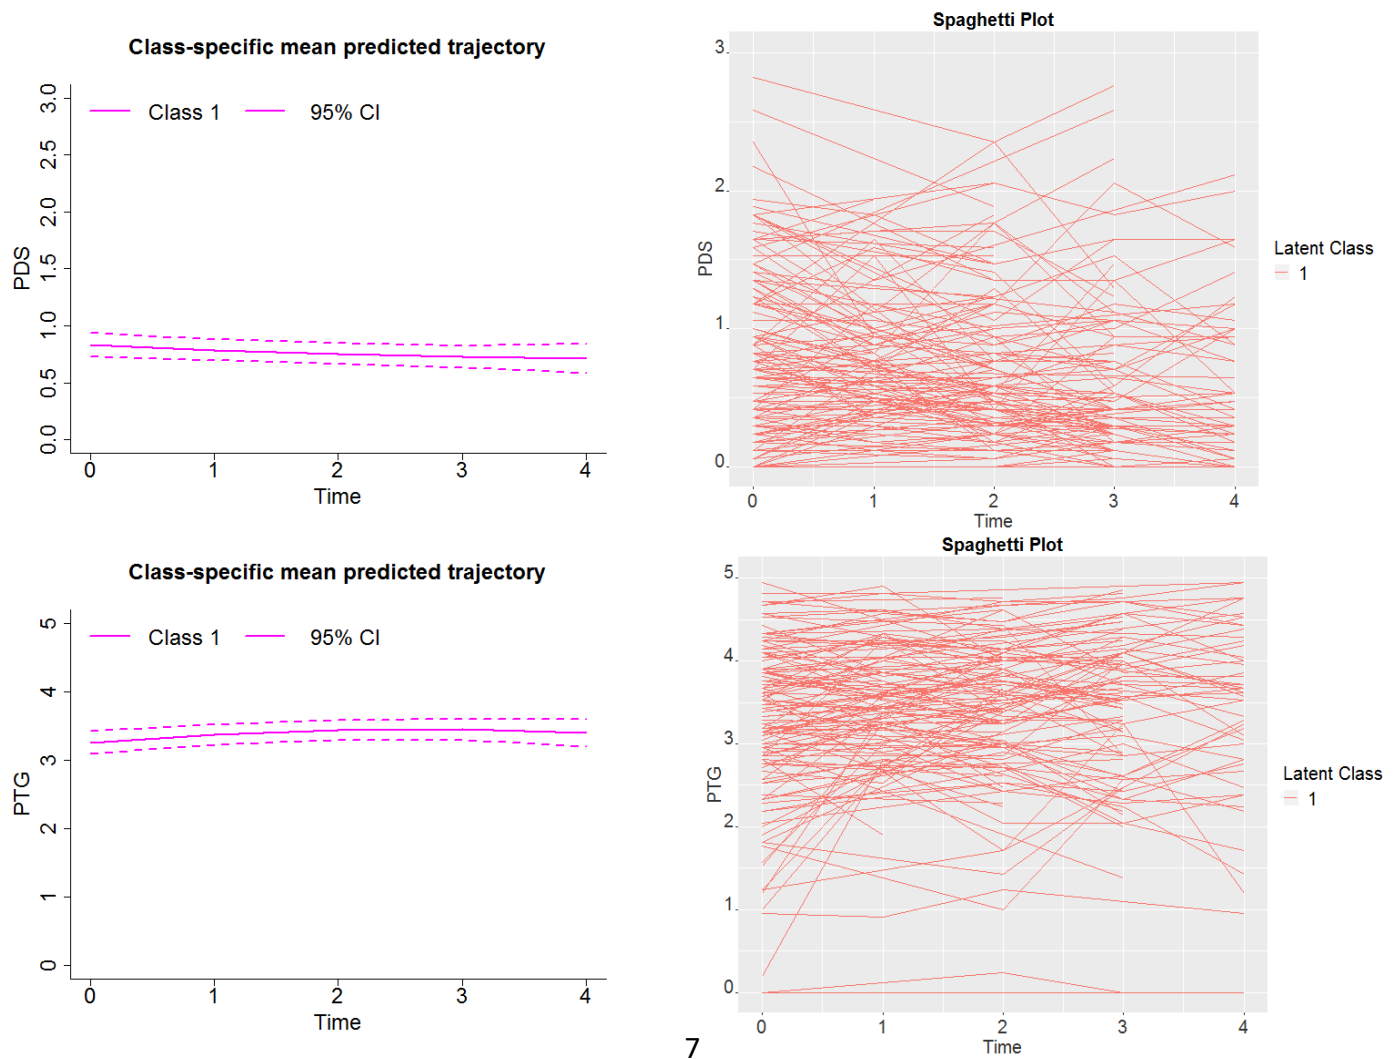 Class-specific mean predicted trajectory
Class 1
95% CI
PDS
3.0
2.5
2.0
1.5
1.0
0.5
0.0
0 1 2 3 4
Time
Spaghetti Plot
PDS
3
2
1
0
0 1 2 3 4
Time
Latent Class
1
Class-specific mean predicted trajectory
Class 1
95% CI
PTG
5
4
3
2
1
0
0 1 2 3 4
Time
Spaghetti Plot
PTG
5
4
3
2
1
0
0 1 2 3 4
Time
Latent Class
1
7